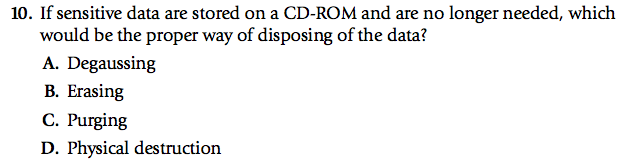 10. If sensitive data are stored on a CD-ROM and are no longer needed, which
would be the proper way of disposing of the data?
A. Degaussing
B. Erasing
C. Purging
D. Physical destruction